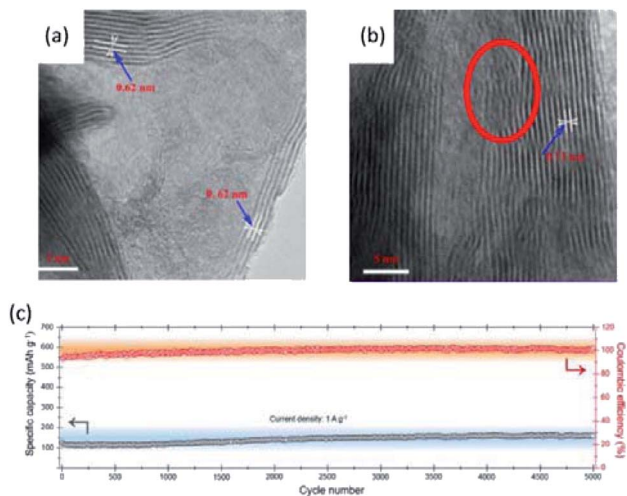 (a)
0.62 nm
0.62 nm
5 nm
(b)
0.73 nm
5 nm
(c)
Specific capacity (mAh g⁻¹)
700
600
500
400
300
200
100
Current density: 1 A g⁻¹
0
500
1000
1500
2000
2500
3000
3500
4000
4500
5000
Cycle number
120
100
80
60
40
20
0
Coulombic efficiency (%)